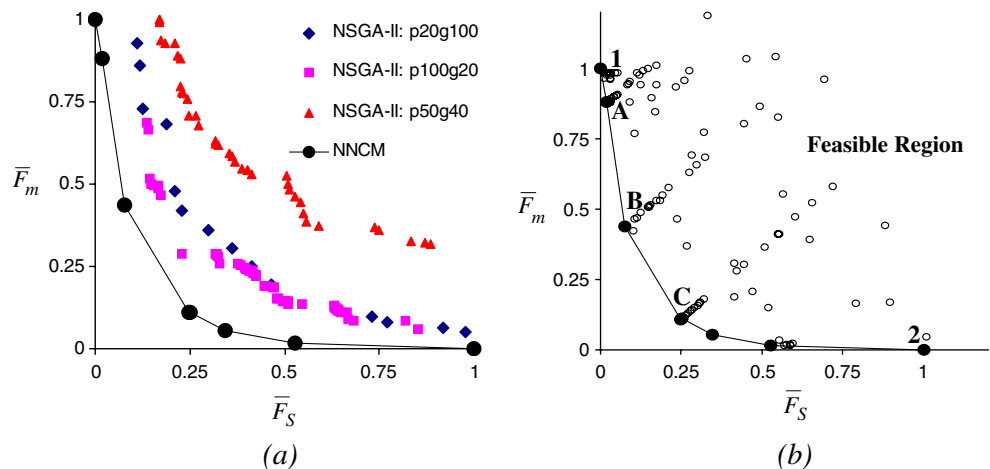 1
0.75
0.5
0.25
0
F̅m
0
0.25
0.5
0.75
1
F̅S
NSGA-II: p20g100
NSGA-II: p100g20
NSGA-II: p50g40
NNCM
(a)
1
0.75
0.5
0.25
0
F̅m
1
A
B
C
2
Feasible Region
0
0.25
0.5
0.75
1
F̅S
(b)